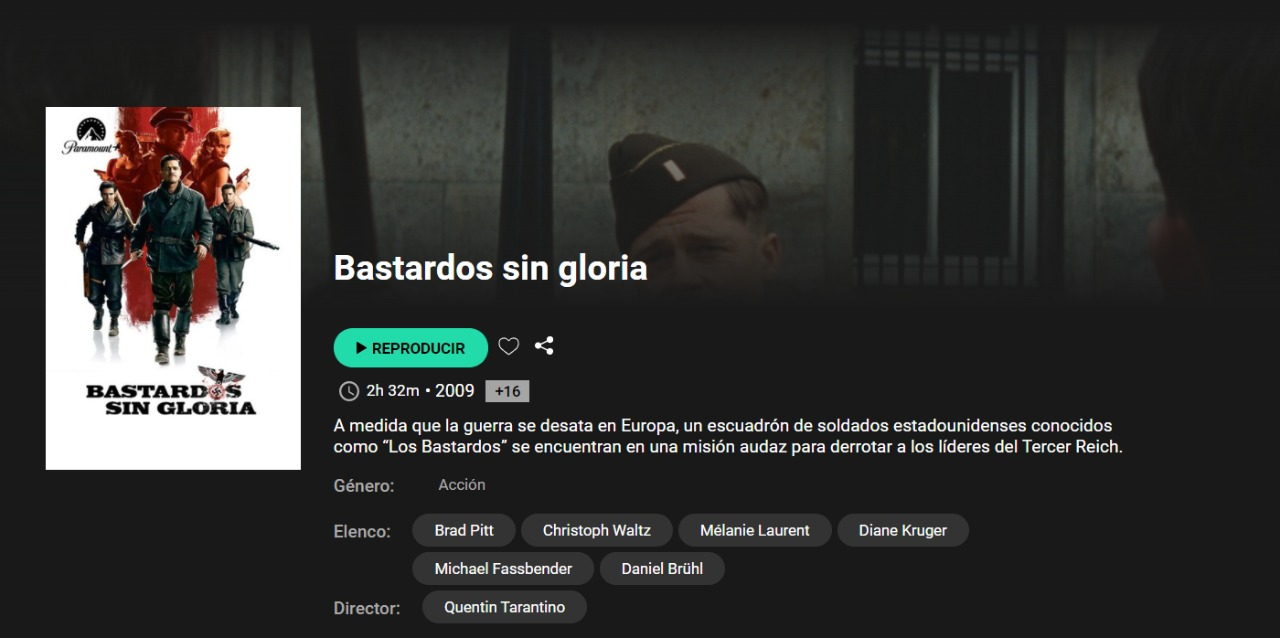 Paramount+
BASTARDOS
SIN GLORIA
Bastardos sin gloria
REPRODUCIR
2h 32m • 2009 +16
A medida que la guerra se desata en Europa, un escuadrón de soldados estadounidenses conocidos
como “Los Bastardos” se encuentran en una misión audaz para derrotar a los líderes del Tercer Reich.
Género: Acción
Elenco: Brad Pitt Christoph Waltz Mélanie Laurent Diane Kruger
Michael Fassbender Daniel Brühl
Director: Quentin Tarantino